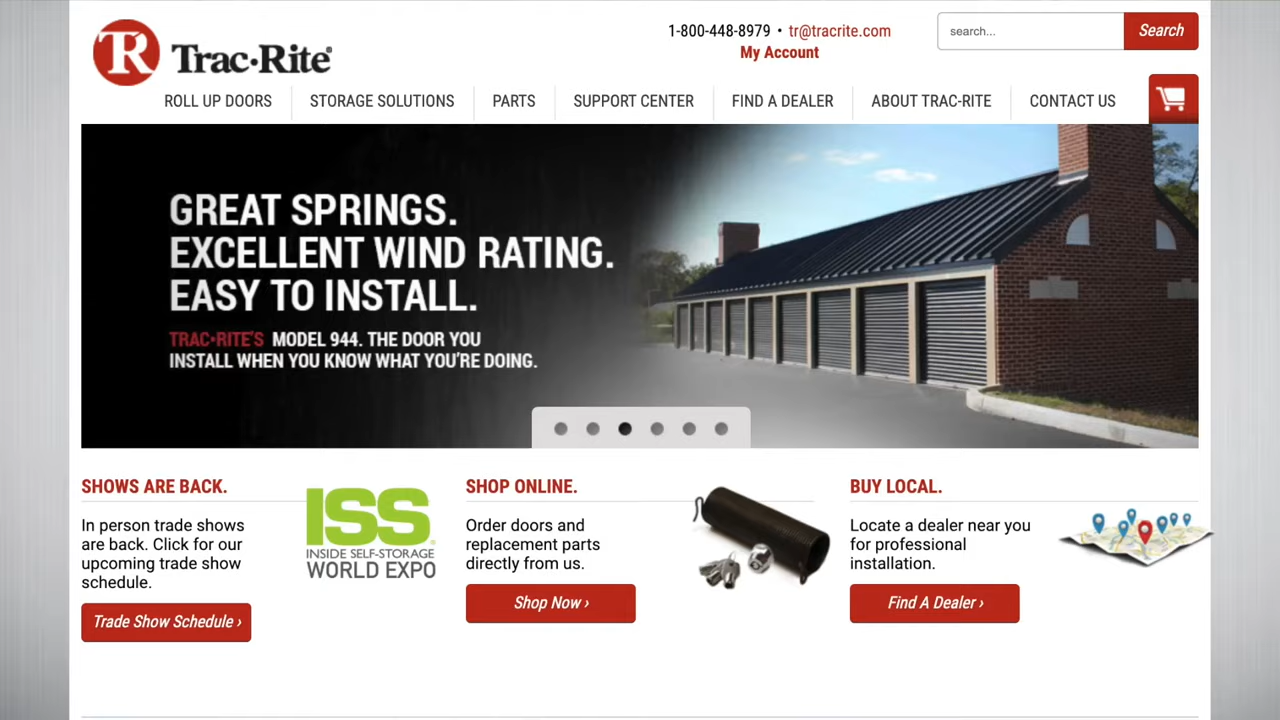 TR Trac·Rite®
1-800-448-8979 • tr@tracrite.com
My Account
search...
Search
ROLL UP DOORS
STORAGE SOLUTIONS
PARTS
SUPPORT CENTER
FIND A DEALER
ABOUT TRAC-RITE
CONTACT US
GREAT SPRINGS.
EXCELLENT WIND RATING.
EASY TO INSTALL.
TRAC•RITE'S MODEL 944. THE DOOR YOU
INSTALL WHEN YOU KNOW WHAT YOU'RE DOING.
SHOWS ARE BACK.
In person trade shows
are back. Click for our
upcoming trade show
schedule.
Trade Show Schedule ›
ISS
INSIDE SELF-STORAGE
WORLD EXPO
SHOP ONLINE.
Order doors and
replacement parts
directly from us.
Shop Now ›
BUY LOCAL.
Locate a dealer near you
for professional
installation.
Find A Dealer ›